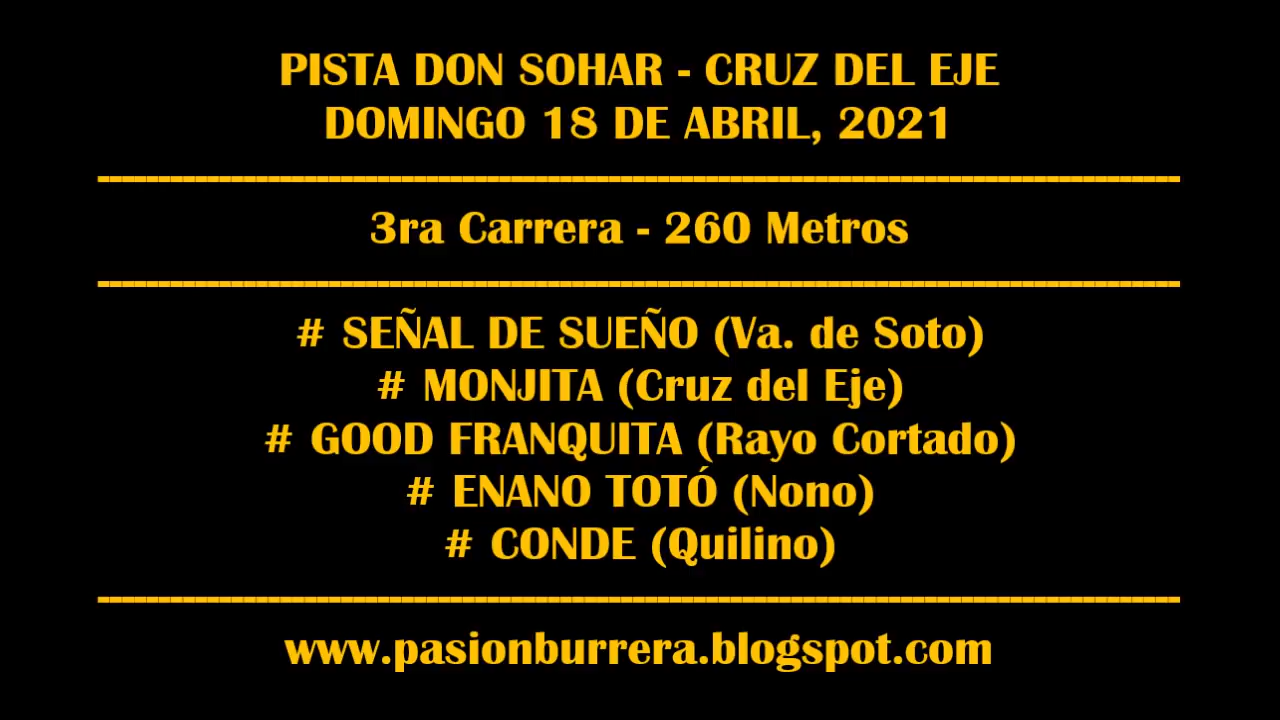 PISTA DON SOHAR - CRUZ DEL EJE
DOMINGO 18 DE ABRIL, 2021
3ra Carrera - 260 Metros
# SEÑAL DE SUEÑO (Va. de Soto)
# MONJITA (Cruz del Eje)
# GOOD FRANQUITA (Rayo Cortado)
# ENANO TOTÓ (Nono)
# CONDE (Quilino)
www.pasionburrera.blogspot.com